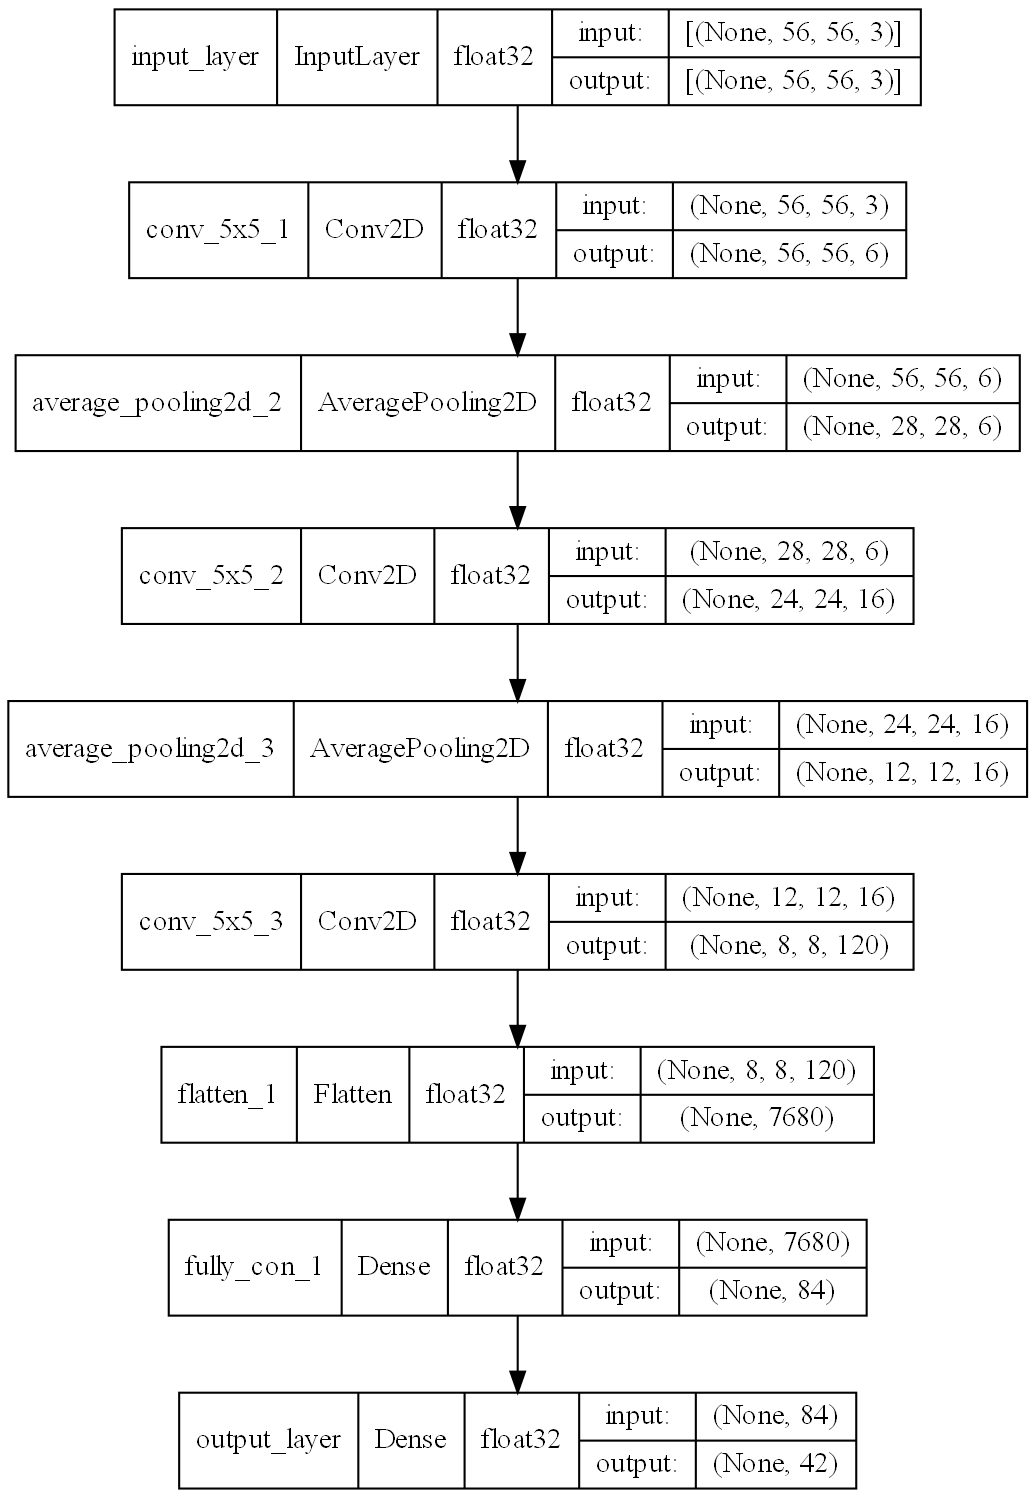 input_layer InputLayer float32 input: [(None, 56, 56, 3)]
output: [(None, 56, 56, 3)]
conv_5x5_1 Conv2D float32 input: (None, 56, 56, 3)
output: (None, 56, 56, 6)
average_pooling2d_2 AveragePooling2D float32 input: (None, 56, 56, 6)
output: (None, 28, 28, 6)
conv_5x5_2 Conv2D float32 input: (None, 28, 28, 6)
output: (None, 24, 24, 16)
average_pooling2d_3 AveragePooling2D float32 input: (None, 24, 24, 16)
output: (None, 12, 12, 16)
conv_5x5_3 Conv2D float32 input: (None, 12, 12, 16)
output: (None, 8, 8, 120)
flatten_1 Flatten float32 input: (None, 8, 8, 120)
output: (None, 7680)
fully_con_1 Dense float32 input: (None, 7680)
output: (None, 84)
output_layer Dense float32 input: (None, 84)
output: (None, 42)